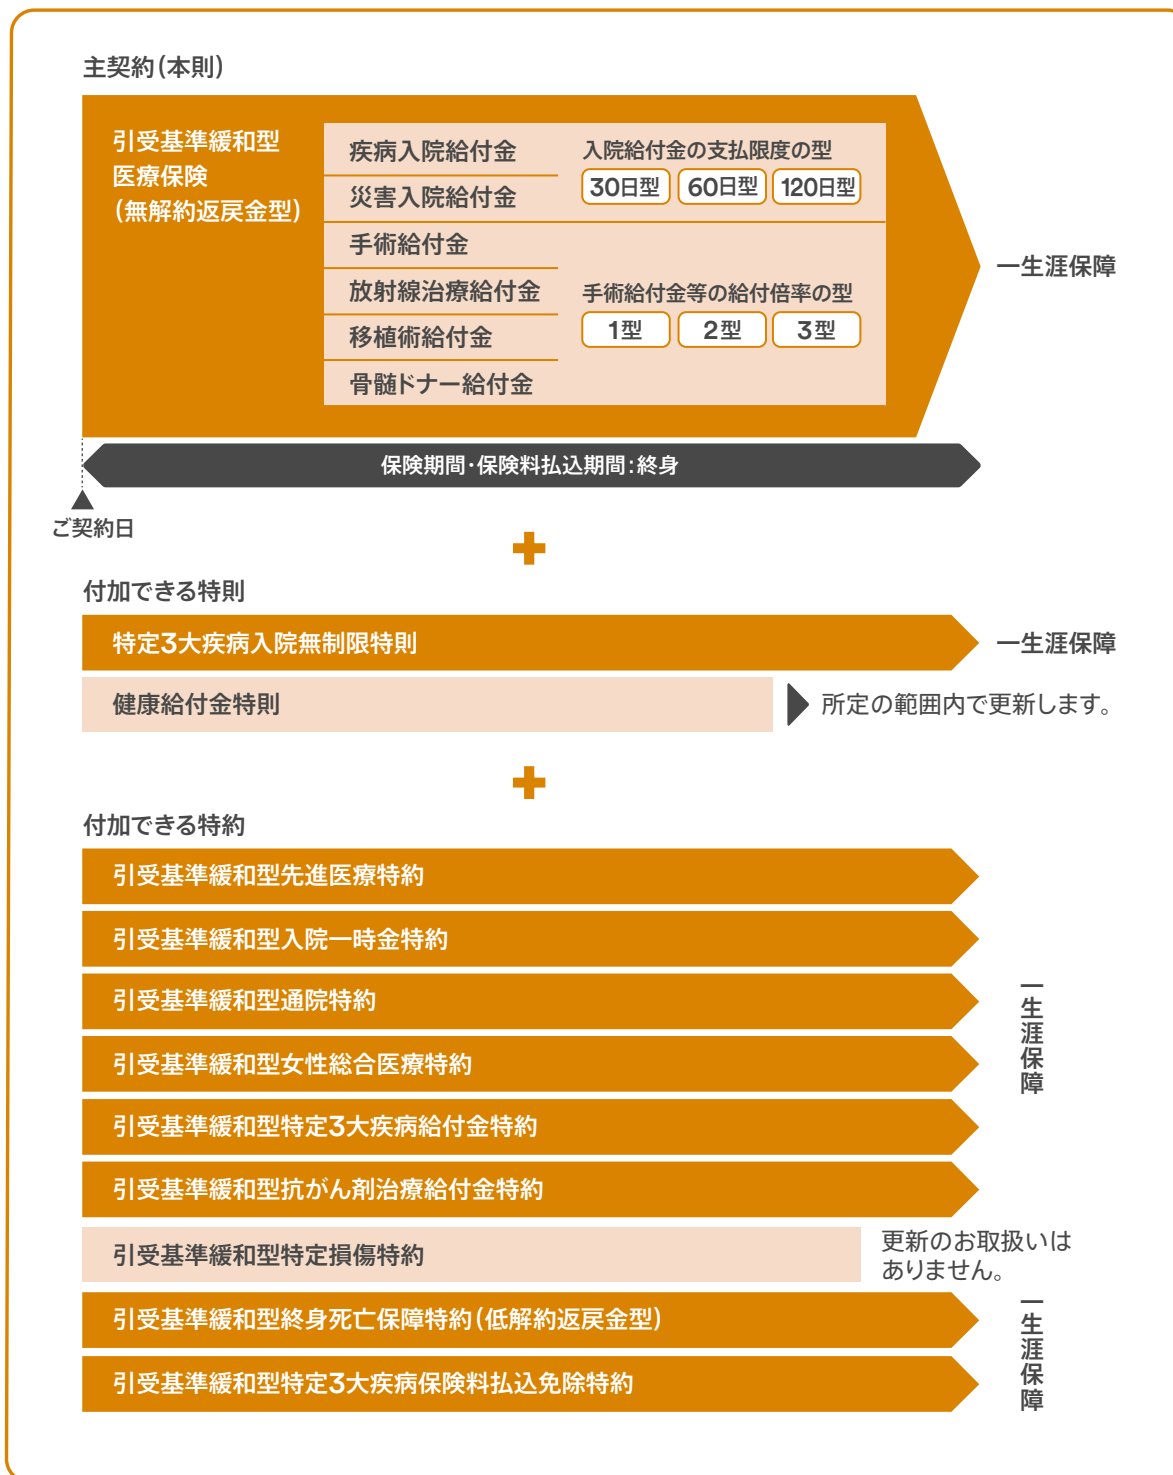 主契約(本則)
引受基準緩和型
医療保険
(無解約返戻金型)
疾病入院給付金
災害入院給付金
入院給付金の支払限度の型
30日型 60日型 120日型
手術給付金
放射線治療給付金
移植術給付金
骨髄ドナー給付金
手術給付金等の給付倍率の型
1型 2型 3型
一生涯保障
保険期間・保険料払込期間:終身
ご契約日
付加できる特則
特定3大疾病入院無制限特則
一生涯保障
健康給付金特則
所定の範囲内で更新します。
付加できる特約
引受基準緩和型先進医療特約
引受基準緩和型入院一時金特約
引受基準緩和型通院特約
引受基準緩和型女性総合医療特約
引受基準緩和型特定3大疾病給付金特約
引受基準緩和型抗がん剤治療給付金特約
一生涯保障
引受基準緩和型特定損傷特約
更新のお取扱いは
ありません。
引受基準緩和型終身死亡保障特約(低解約返戻金型)
引受基準緩和型特定3大疾病保険料払込免除特約
一生涯保障